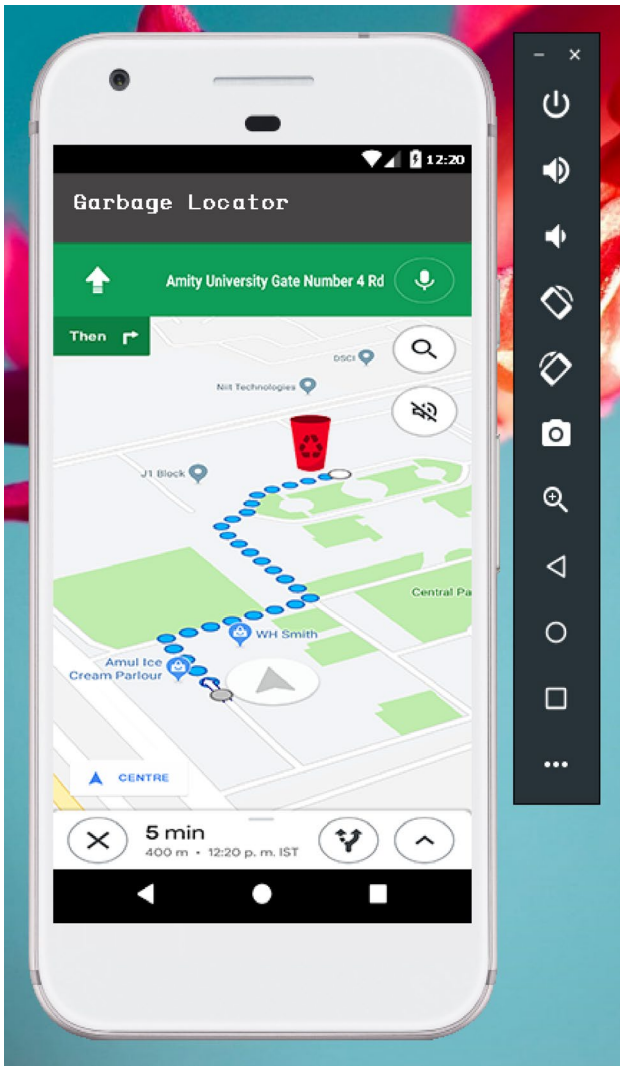 12:20
Garbage Locator
Amity University Gate Number 4 Rd
Then
DSCI
Niit Technologies
J1 Block
Central Pa
WH Smith
Amul Ice
Cream Parlour
CENTRE
5 min
400 m • 12:20 p. m. IST